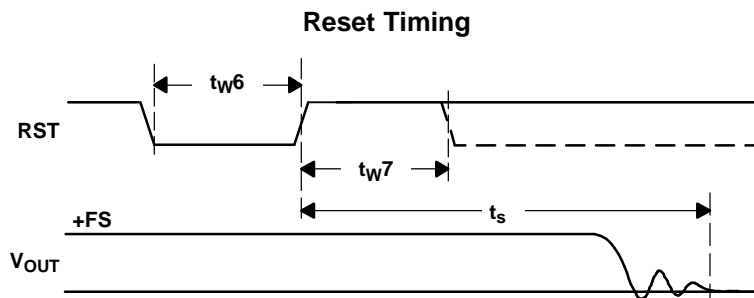 Reset Timing
tW6
RST
tW7
ts
+FS
VOUT